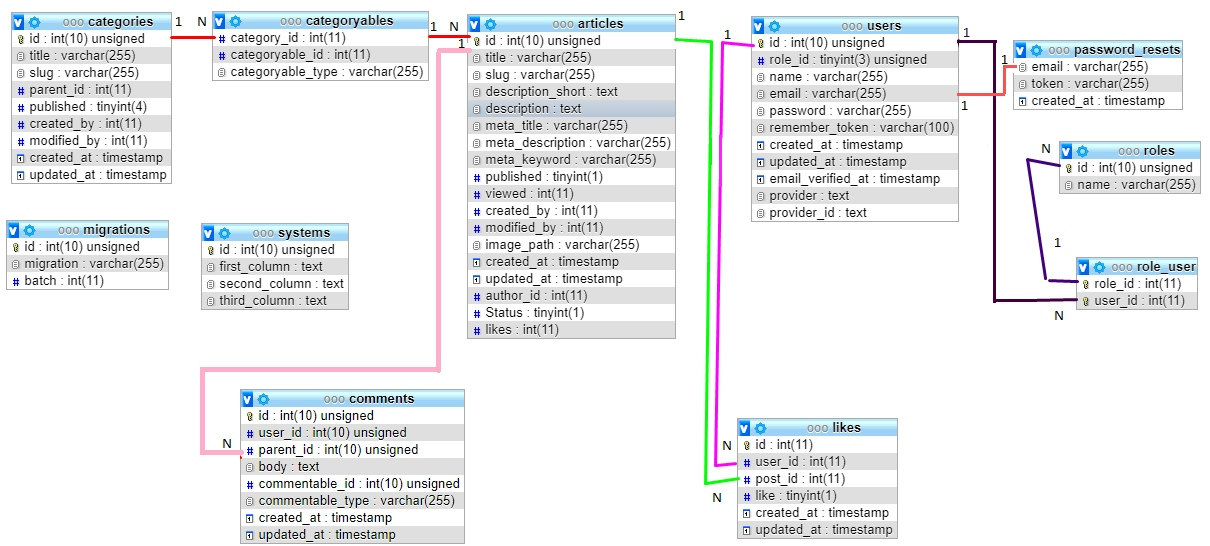 categories
id : int(10) unsigned
title : varchar(255)
slug : varchar(255)
parent_id : int(11)
published : tinyint(4)
created_by : int(11)
modified_by : int(11)
created_at : timestamp
updated_at : timestamp
1
N
categoryables
category_id : int(11)
categoryable_id : int(11)
categoryable_type : varchar(255)
1
N
1
articles
id : int(10) unsigned
title : varchar(255)
slug : varchar(255)
description_short : text
description : text
meta_title : varchar(255)
meta_description : varchar(255)
meta_keyword : varchar(255)
published : tinyint(1)
viewed : int(11)
created_by : int(11)
modified_by : int(11)
image_path : varchar(255)
created_at : timestamp
updated_at : timestamp
author_id : int(11)
Status : tinyint(1)
likes : int(11)
1
1
users
id : int(10) unsigned
role_id : tinyint(3) unsigned
name : varchar(255)
email : varchar(255)
password : varchar(255)
remember_token : varchar(100)
created_at : timestamp
updated_at : timestamp
email_verified_at : timestamp
provider : text
provider_id : text
1
1
1
password_resets
email : varchar(255)
token : varchar(255)
created_at : timestamp
N
roles
id : int(10) unsigned
name : varchar(255)
1
role_user
role_id : int(11)
user_id : int(11)
N
migrations
id : int(10) unsigned
migration : varchar(255)
batch : int(11)
systems
id : int(10) unsigned
first_column : text
second_column : text
third_column : text
N
comments
id : int(10) unsigned
user_id : int(10) unsigned
parent_id : int(10) unsigned
body : text
commentable_id : int(10) unsigned
commentable_type : varchar(255)
created_at : timestamp
updated_at : timestamp
N
N
likes
id : int(11)
user_id : int(11)
post_id : int(11)
like : tinyint(1)
created_at : timestamp
updated_at : timestamp